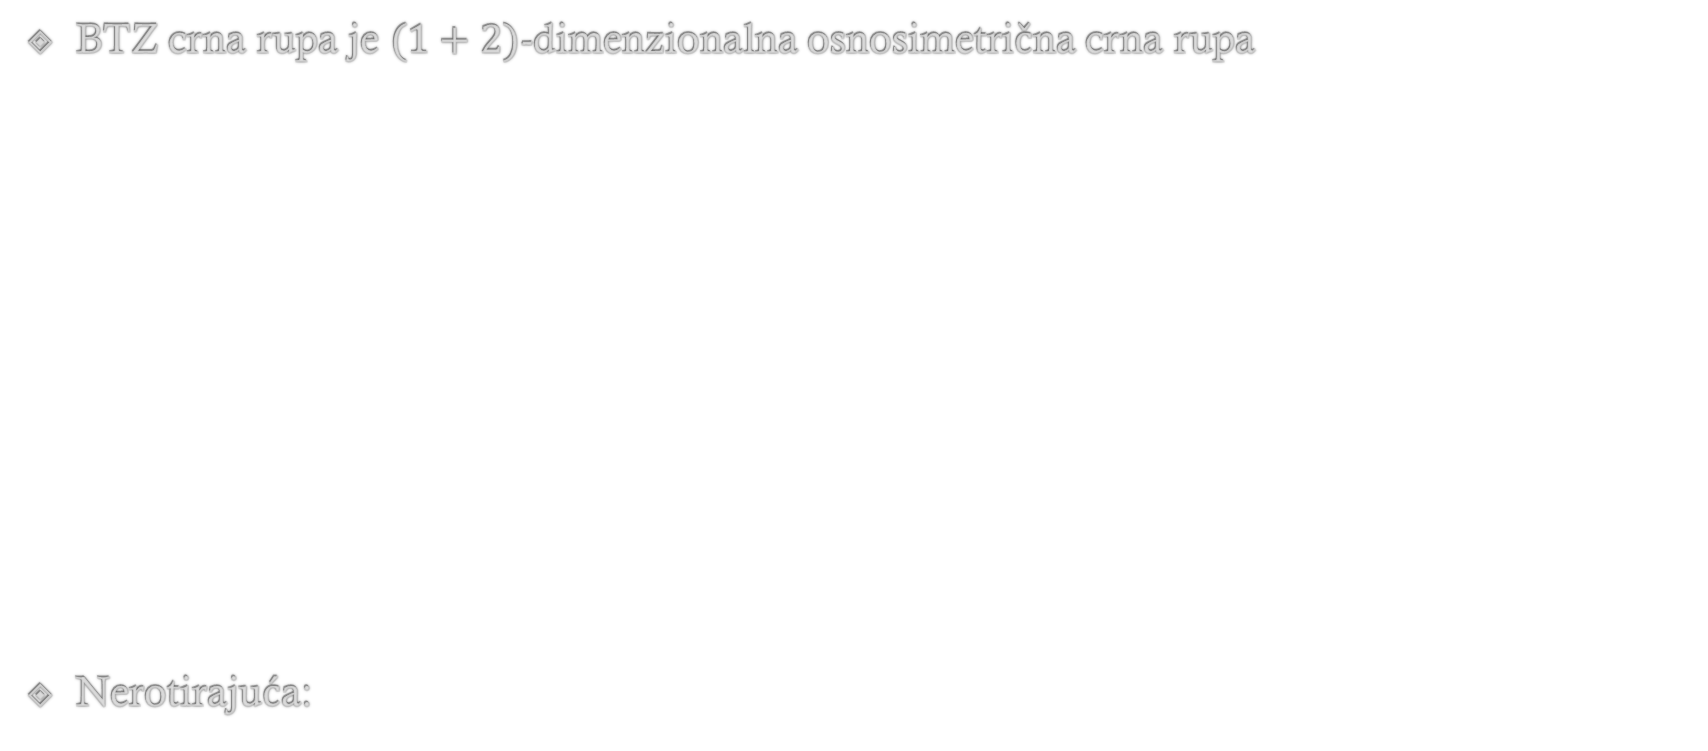 ❖ BTZ crna rupa je (1 + 2)-dimenzionalna osnosimetrična crna rupa
❖ Nerotirajuća: